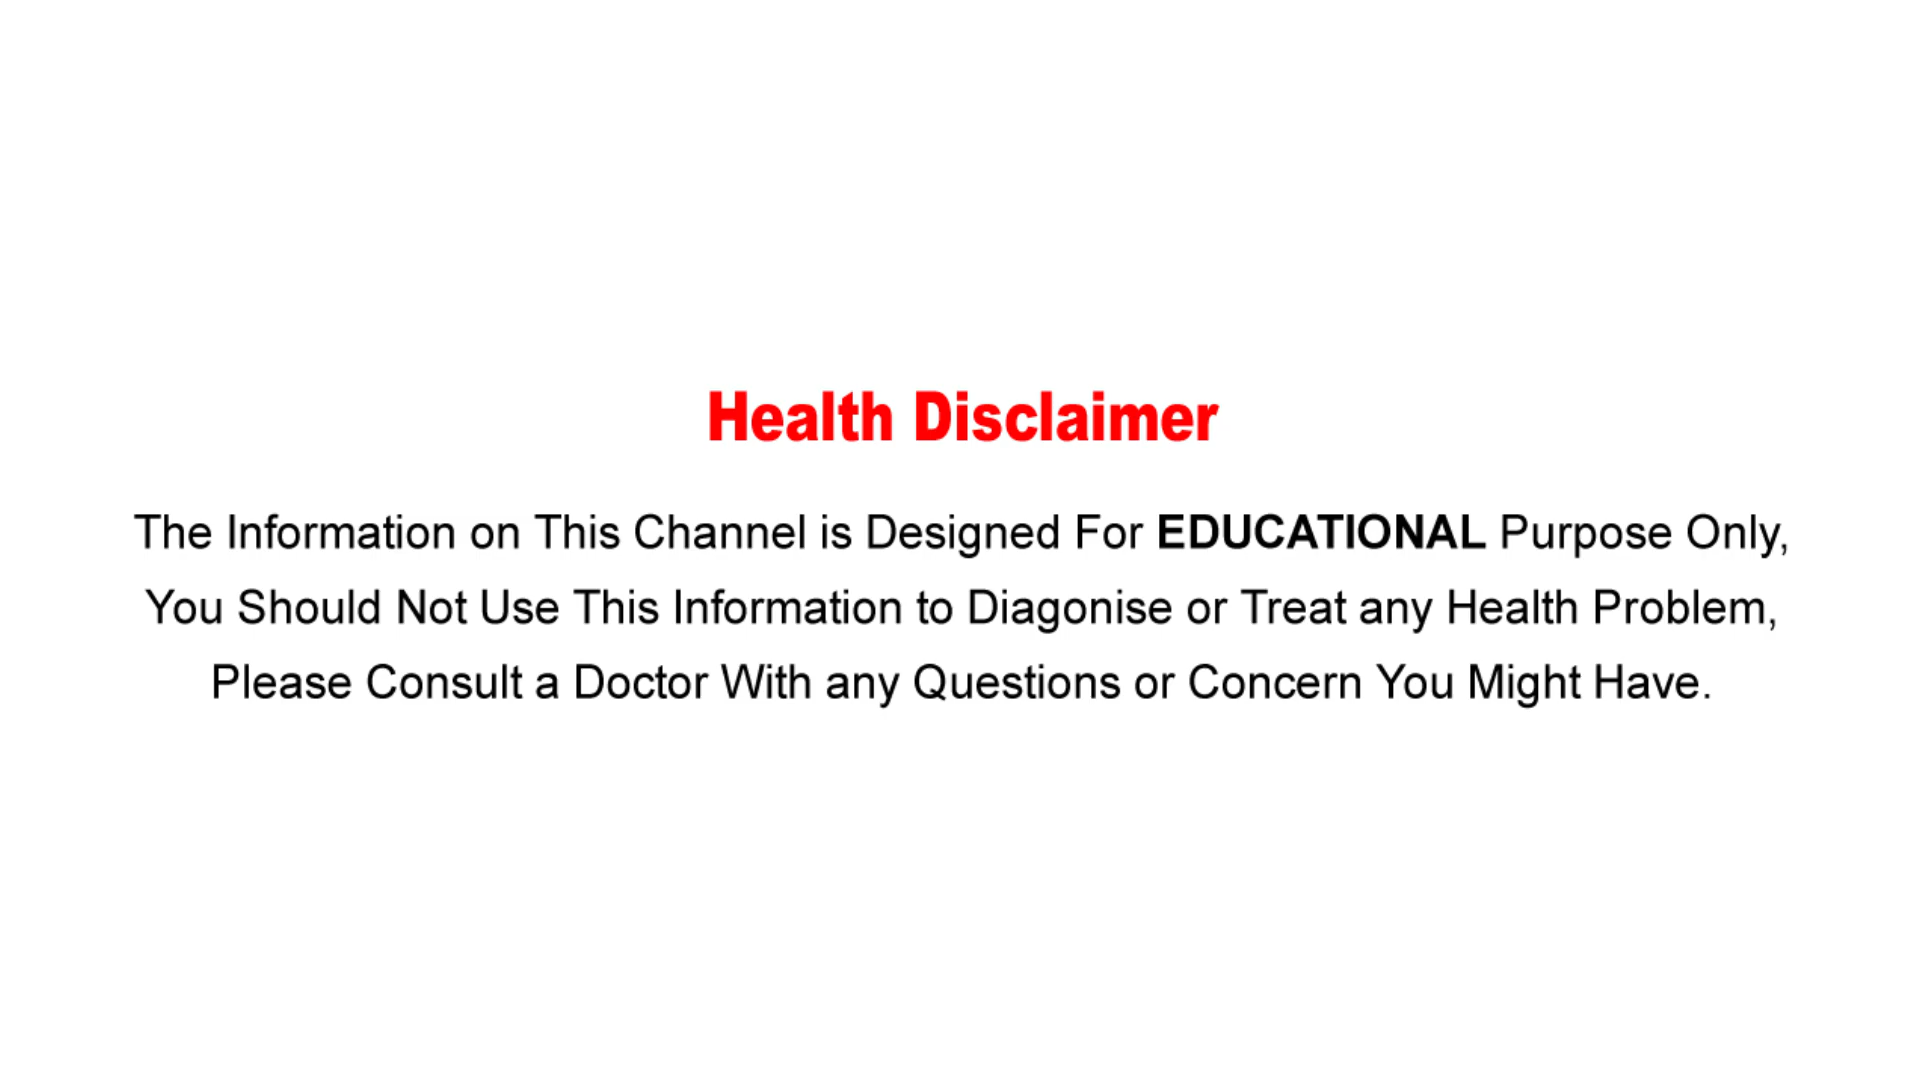 Health Disclaimer
The Information on This Channel is Designed For EDUCATIONAL Purpose Only,
You Should Not Use This Information to Diagonise or Treat any Health Problem,
Please Consult a Doctor With any Questions or Concern You Might Have.